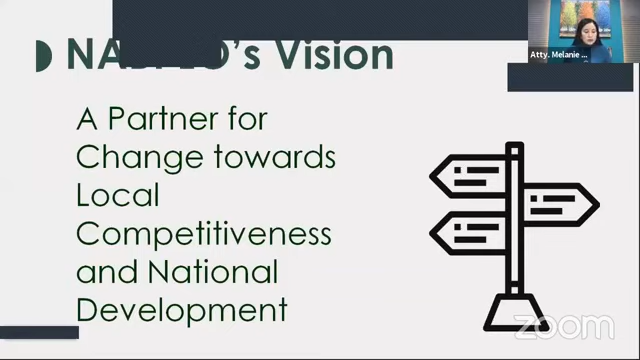 ’s Vision
A Partner for
Change towards
Local
Competitiveness
and National
Development
Atty. Melanie ...
zoom